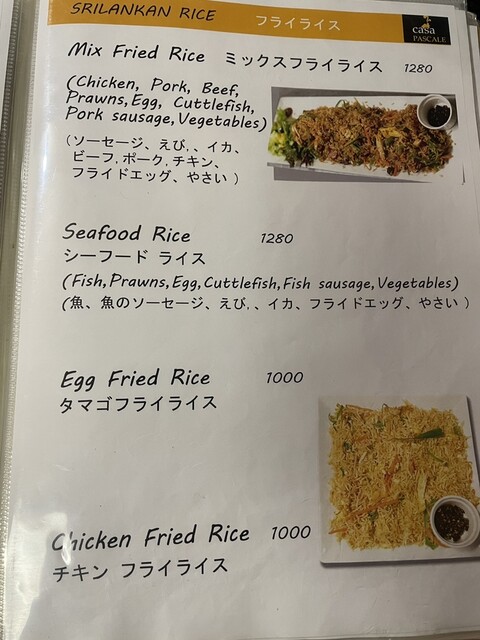 SRILANKAN RICE フライライス
casa
PASCALE
Mix Fried Rice ミックスフライライス 1280
(Chicken, Pork, Beef,
Prawns,Egg, Cuttlefish,
Pork sausage,Vegetables)
(ソーセージ、えび,、イカ、
ビーフ,ポーク,チキン、
フライドエッグ、やさい )
Seafood Rice 1280
シーフード ライス
(Fish,Prawns,Egg,Cuttlefish,Fish sausage,Vegetables)
(魚、魚のソーセージ、えび,、イカ、フライドエッグ、やさい )
Egg Fried Rice 1000
タマゴフライライス
Chicken Fried Rice 1000
チキン フライライス